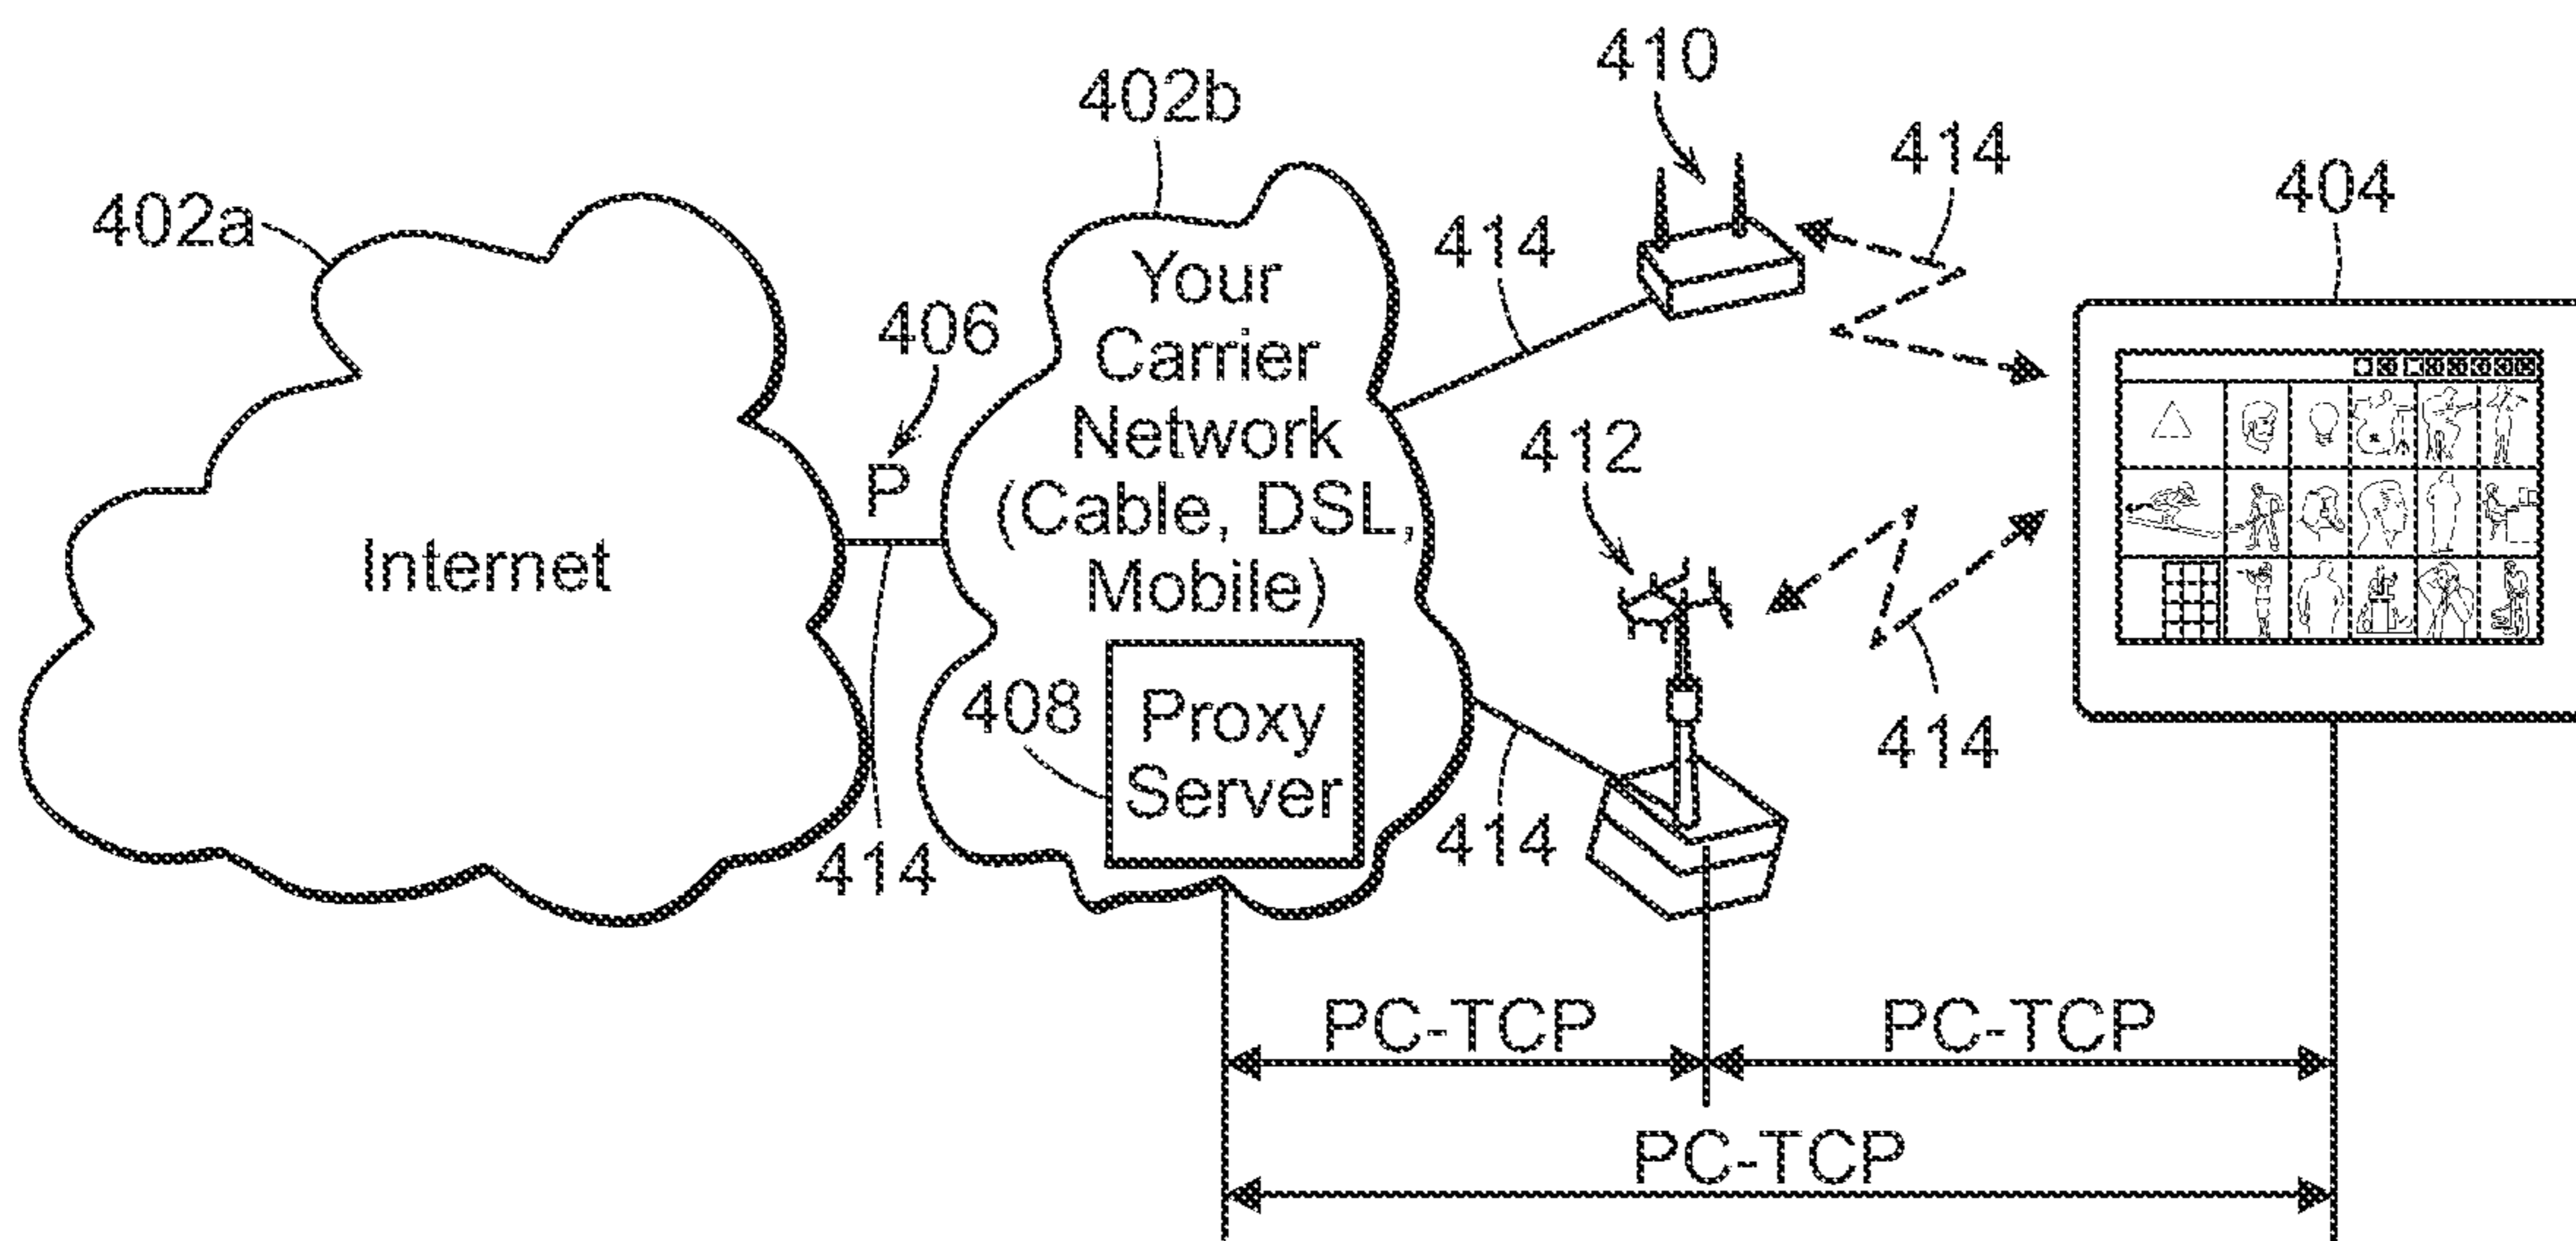 410
402b
414
404
402a
414
406
Your
Carrier
Network
(Cable, DSL,
Mobile)
P
412
Internet
408
Proxy
Server
414
414
414
PC-TCP
PC-TCP
PC-TCP